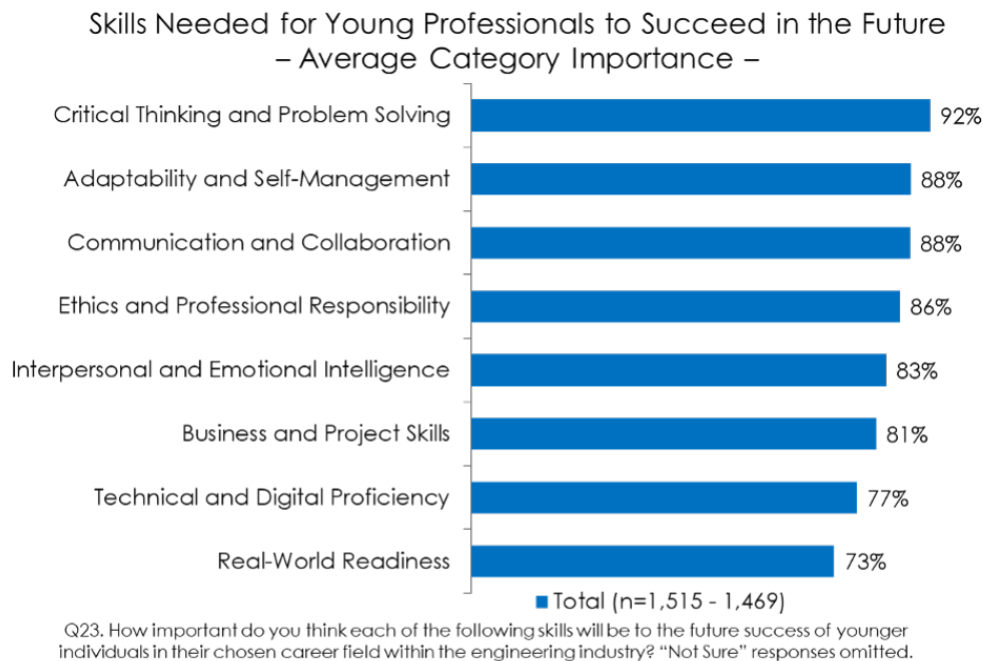 Skills Needed for Young Professionals to Succeed in the Future
– Average Category Importance –
Critical Thinking and Problem Solving 92%
Adaptability and Self-Management 88%
Communication and Collaboration 88%
Ethics and Professional Responsibility 86%
Interpersonal and Emotional Intelligence 83%
Business and Project Skills 81%
Technical and Digital Proficiency 77%
Real-World Readiness 73%
Total (n=1,515 - 1,469)
Q23. How important do you think each of the following skills will be to the future success of younger
individuals in their chosen career field within the engineering industry? “Not Sure” responses omitted.